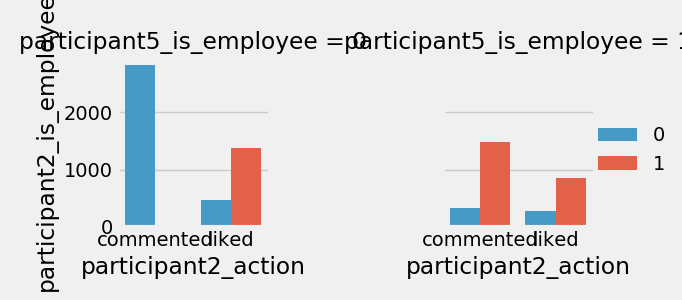 participant5_is_employee = 0
participant5_is_employee = 1
participant2_is_employee
2000
1000
0
commented
liked
commented
liked
participant2_action
participant2_action
0
1